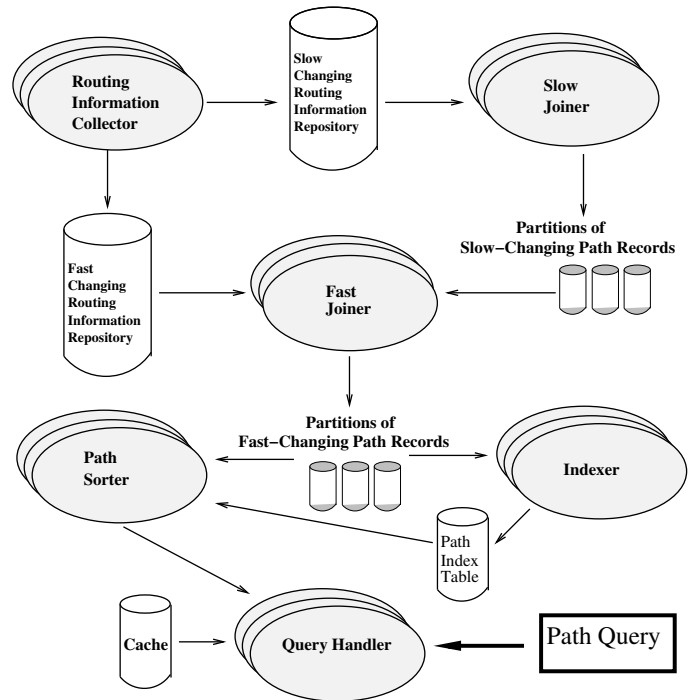 Routing
Information
Collector
Slow
Changing
Routing
Information
Repository
Slow
Joiner
Partitions of
Slow−Changing Path Records
Fast
Changing
Routing
Information
Repository
Fast
Joiner
Partitions of
Fast−Changing Path Records
Path
Sorter
Indexer
Path
Index
Table
Cache
Query Handler
Path Query